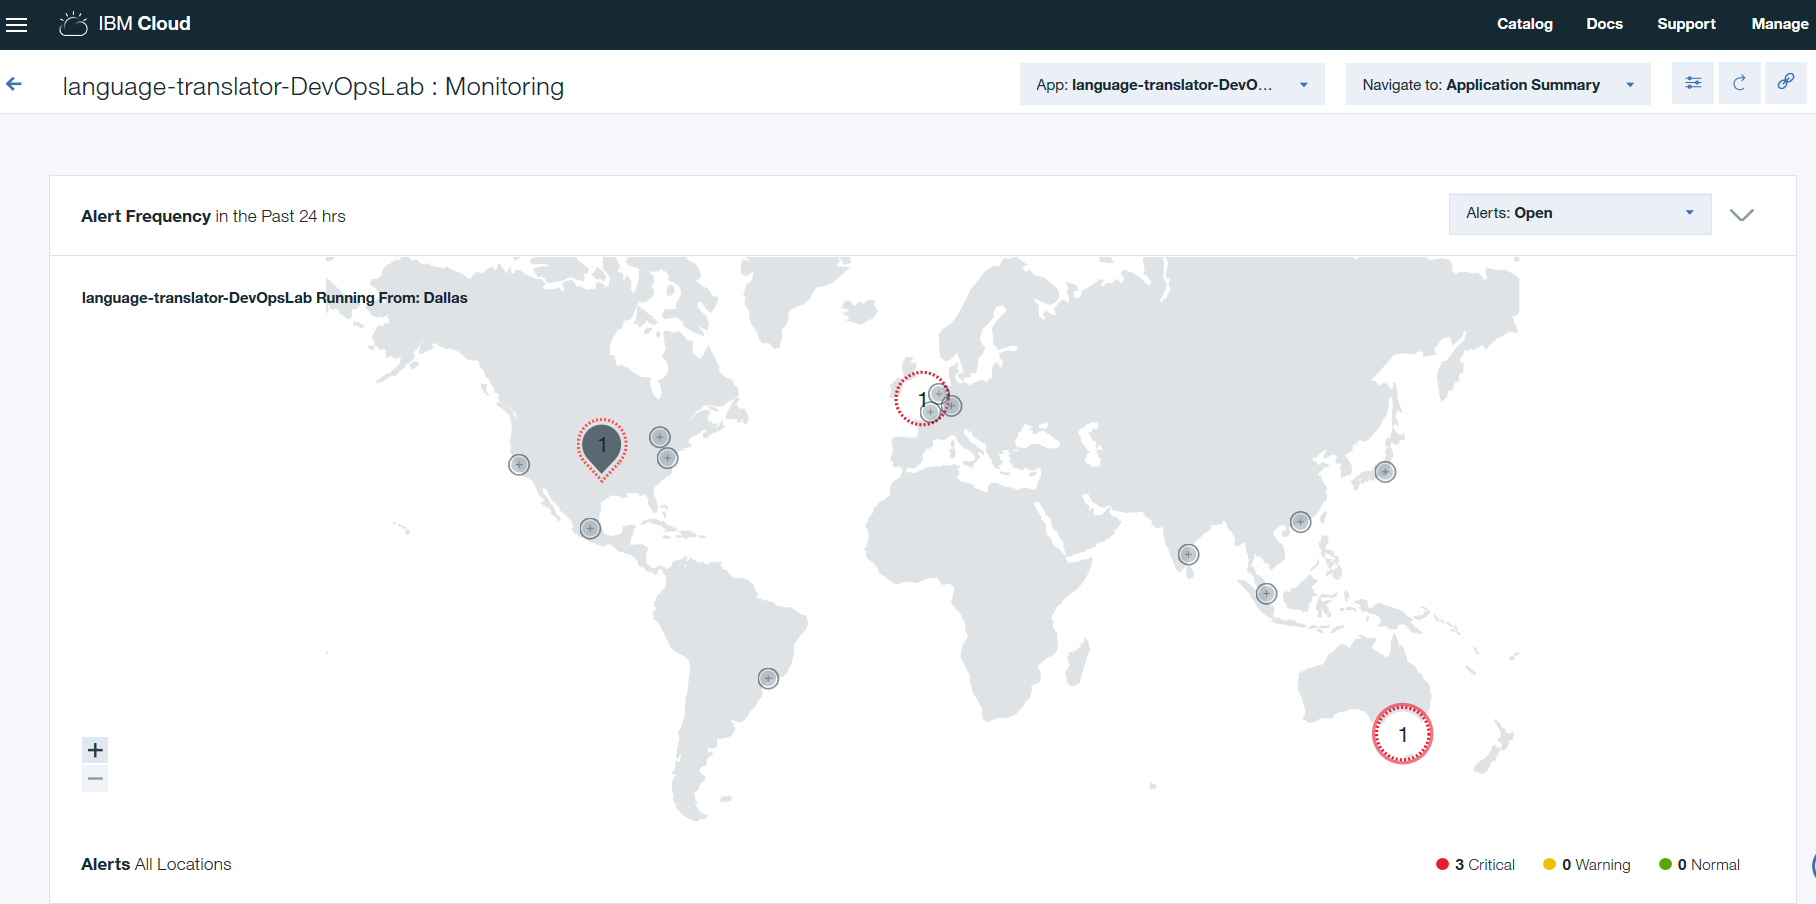 IBM Cloud
Catalog Docs Support Manage
language-translator-DevOpsLab : Monitoring
App: language-translator-DevO...
Navigate to: Application Summary
Alert Frequency in the Past 24 hrs
Alerts: Open
language-translator-DevOpsLab Running From: Dallas
1
1
1
+
−
Alerts All Locations
3 Critical
0 Warning
0 Normal